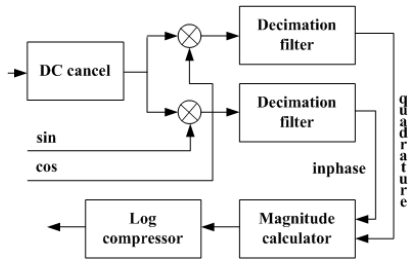 Decimation
filter
DC cancel
Decimation
filter
quadrature
sin
cos
inphase
Log
compressor
Magnitude
calculator